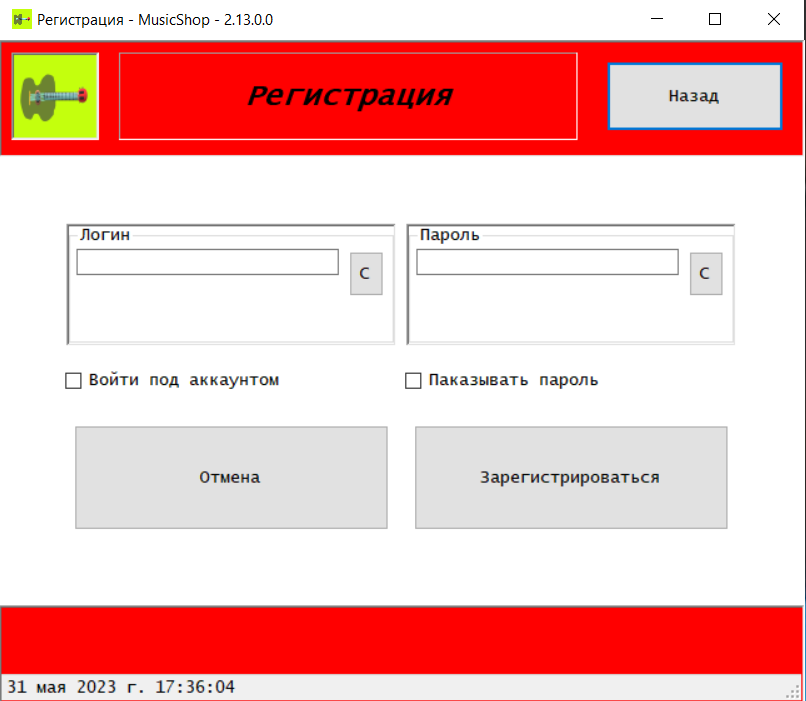 Регистрация - MusicShop - 2.13.0.0
Регистрация
Назад
Логин
Пароль
C
C
Войти под аккаунтом
Паказывать пароль
Отмена
Зарегистрироваться
31 мая 2023 г. 17:36:04